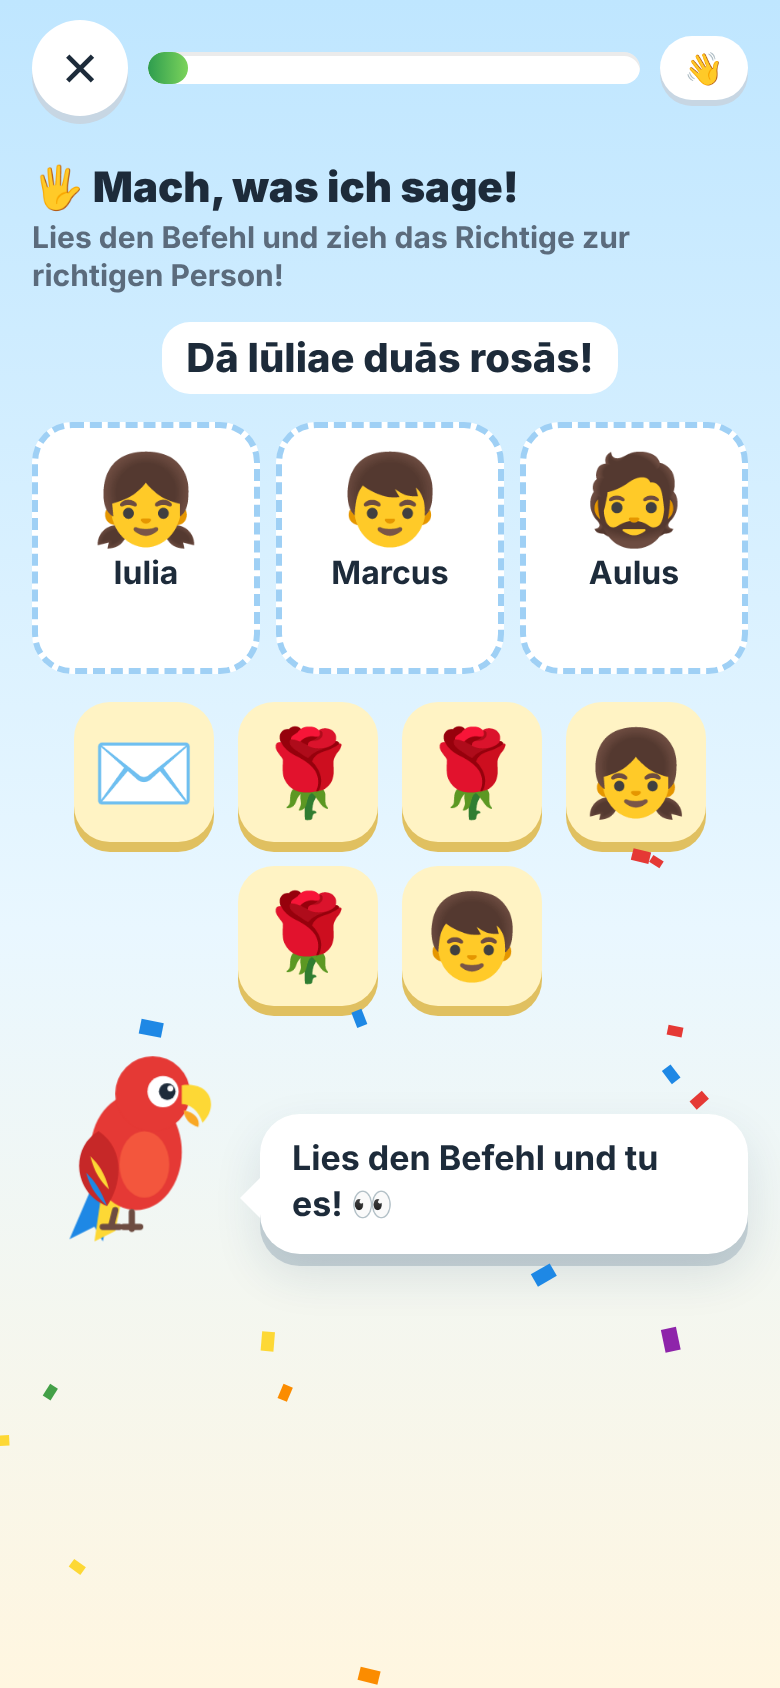 Mach, was ich sage!
Lies den Befehl und zieh das Richtige zur
richtigen Person!
Dā Iūliae duās rosās!
Iulia
Marcus
Aulus
Lies den Befehl und tu
es!